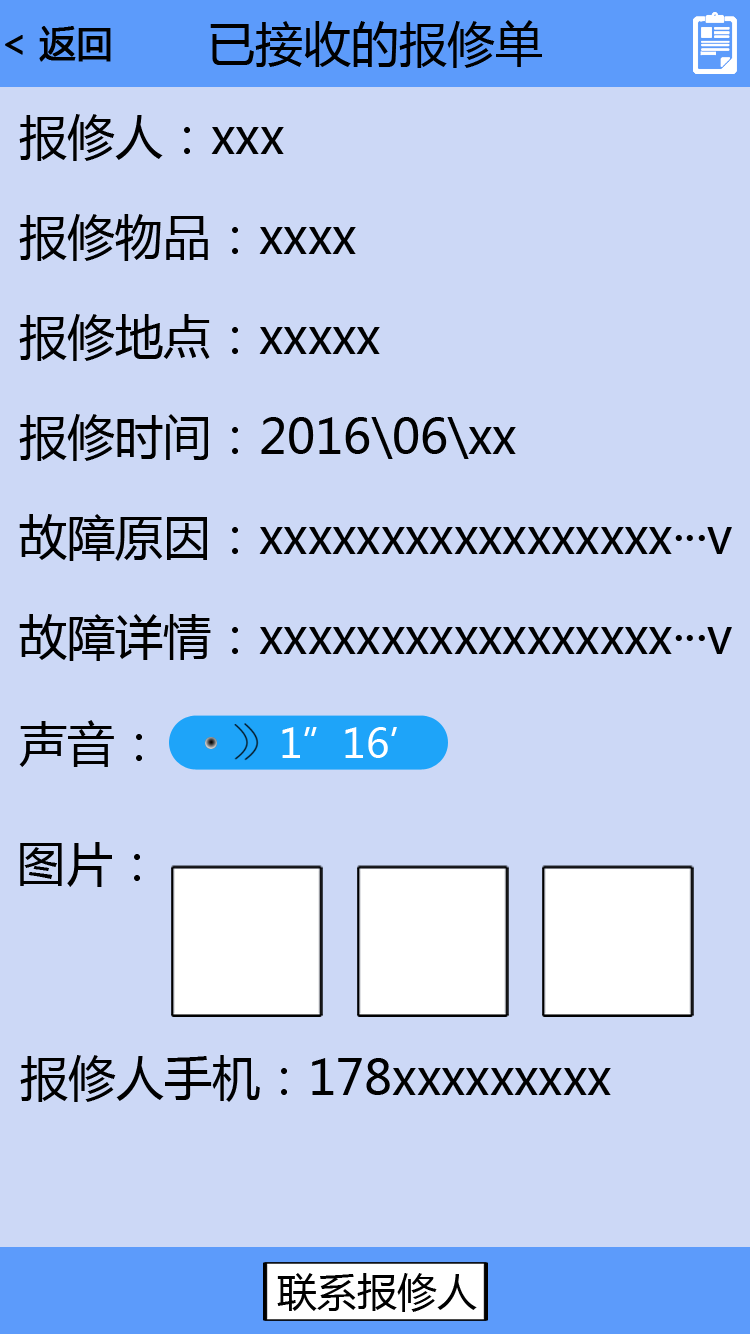 < 返回 已接收的报修单
报修人：xxx
报修物品：xxxx
报修地点：xxxxx
报修时间：2016\06\xx
故障原因：xxxxxxxxxxxxxxxxx···v
故障详情：xxxxxxxxxxxxxxxxx···v
声音： 1″ 16′
图片：
报修人手机：178xxxxxxxxx
联系报修人